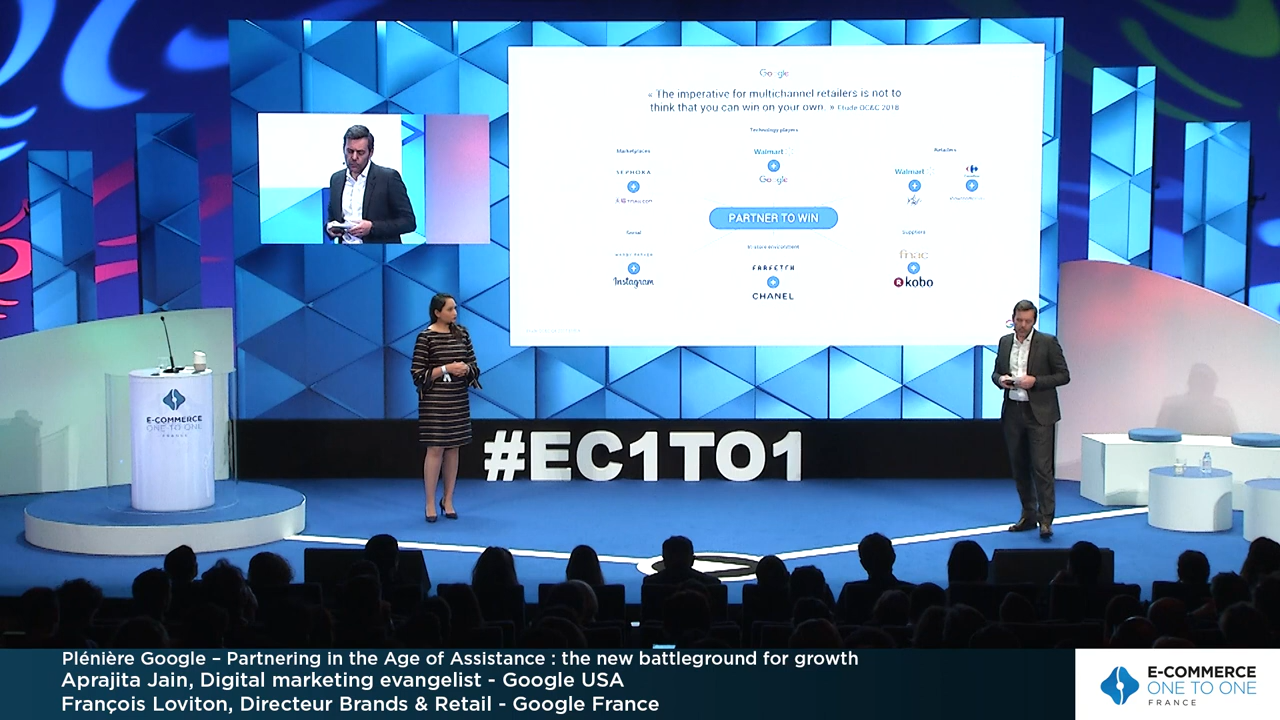 Google
« The imperative for multichannel retailers is not to
think that you can win on your own. » Etude OC&C 2018
Technology players
Marketplaces
Walmart
Retailers
SEPHORA
Google
Walmart
PARTNER TO WIN
Social
In store environment
Suppliers
FARFETCH
fnac
Instagram
CHANEL
kobo
E-COMMERCE
ONE TO ONE
FRANCE
#EC1TO1
Plénière Google – Partnering in the Age of Assistance : the new battleground for growth
Aprajita Jain, Digital marketing evangelist - Google USA
François Loviton, Directeur Brands & Retail - Google France
E-COMMERCE
ONE TO ONE
FRANCE